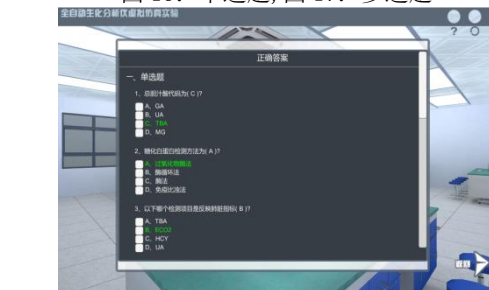 全自动生化分析仪虚拟仿真实验
?
正确答案
一、单选题
1、总胆汁酸代码为( C )?
A、GA
B、UA
C、TBA
D、MG
2、糖化白蛋白检测方法为( A )?
A、过氧化物酶法
B、酶循环法
C、酶法
D、免疫比浊法
3、以下哪个检测项目是反映肺脏指标( B )?
A、TBA
B、ECO2
C、HCY
D、UA